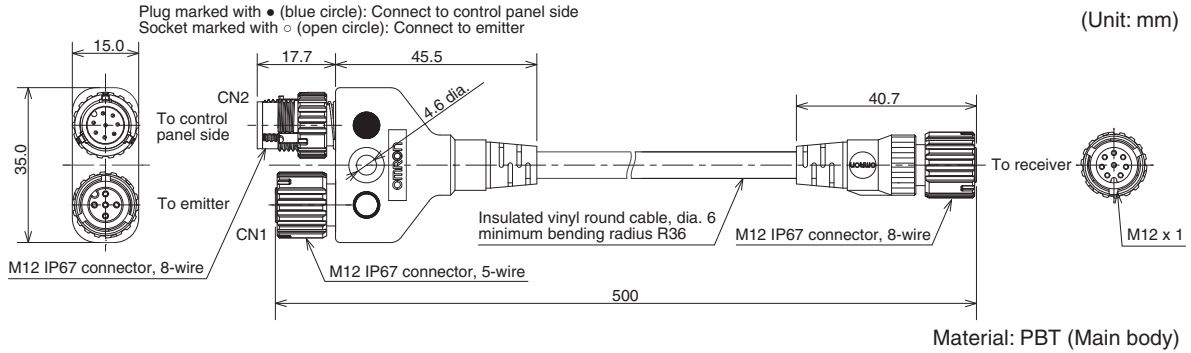 Plug marked with ● (blue circle): Connect to control panel side
Socket marked with ○ (open circle): Connect to emitter
(Unit: mm)
15.0
17.7
45.5
40.7
CN2
4.6 dia.
To control
panel side
35.0
OMRON
OMRON
To receiver
To emitter
Insulated vinyl round cable, dia. 6
minimum bending radius R36
CN1
M12 IP67 connector, 8-wire
M12 x 1
M12 IP67 connector, 8-wire
M12 IP67 connector, 5-wire
500
Material: PBT (Main body)